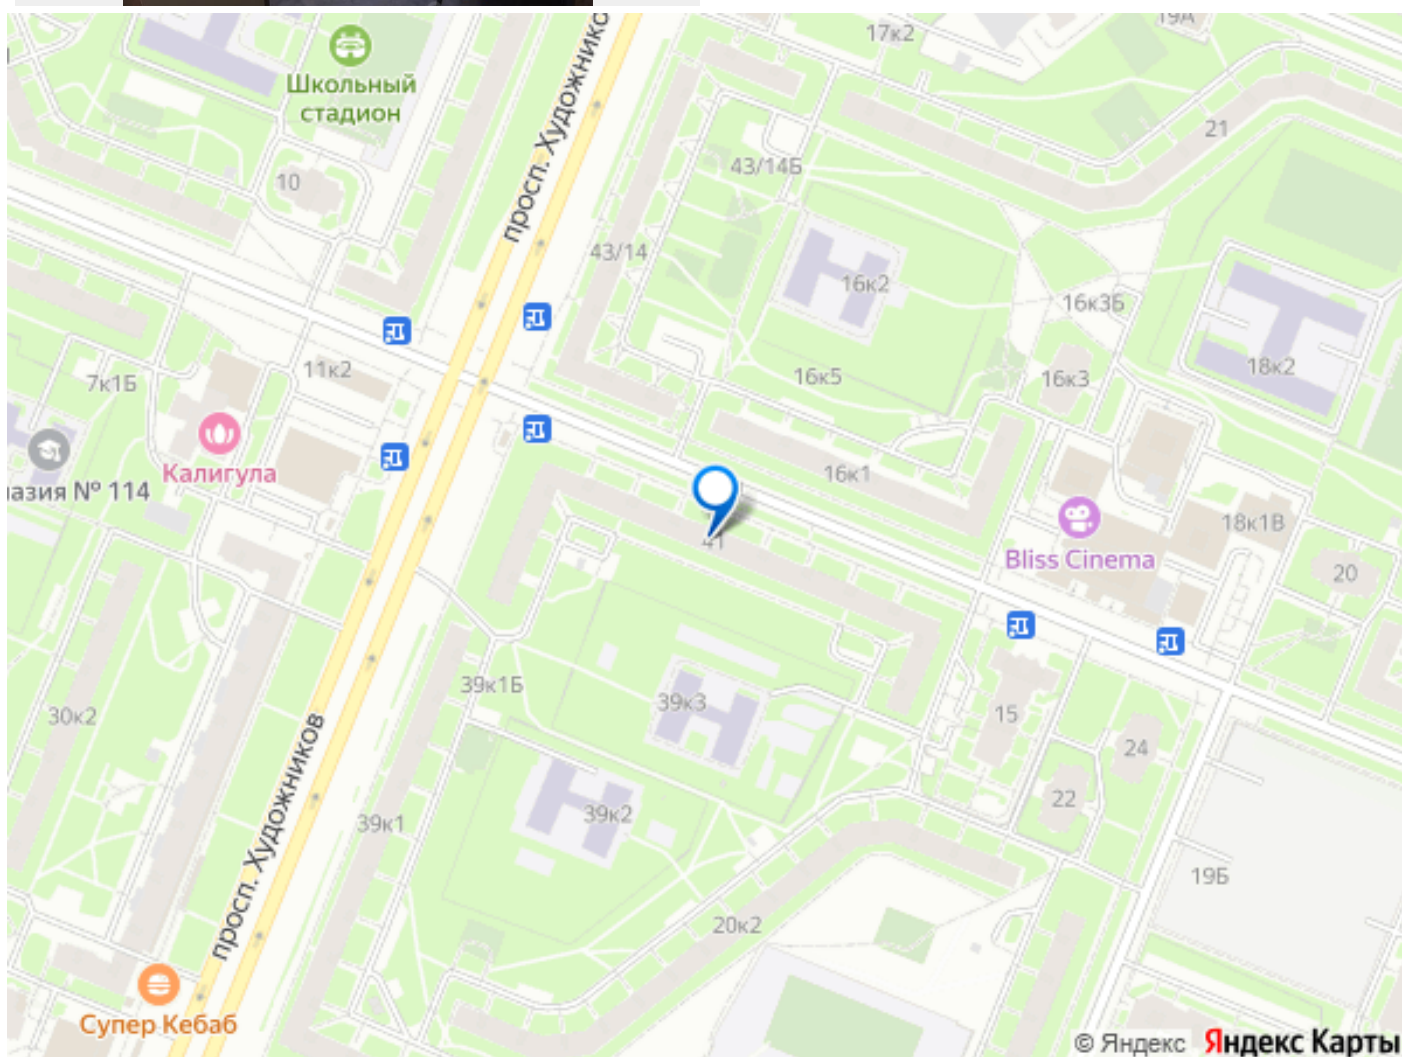 19А
17к2
Школьный
стадион
просп. Художнико
21
43/14Б
10
43/14
16к2
16к3Б
18к2
11к2
7к1Б
16к5
16к3
Калигула
азия № 114
16к1
18к1В
41
Bliss Cinema
20
39к1Б
39к3
15
30к2
24
просп. Художников
22
39к2
39к1
19Б
20к2
Супер Кебаб
© Яндекс Яндекс Карты